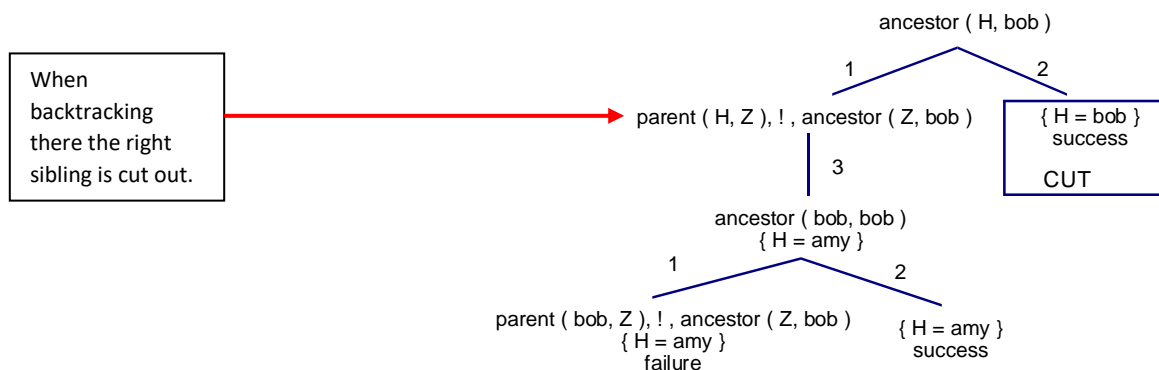 ancestor ( H, bob )
When
backtracking
there the right
sibling is cut out.
1
2
parent ( H, Z ), ! , ancestor ( Z, bob )
{ H = bob }
success
CUT
3
ancestor ( bob, bob )
{ H = amy }
1
2
parent ( bob, Z ), ! , ancestor ( Z, bob )
{ H = amy }
failure
{ H = amy }
success